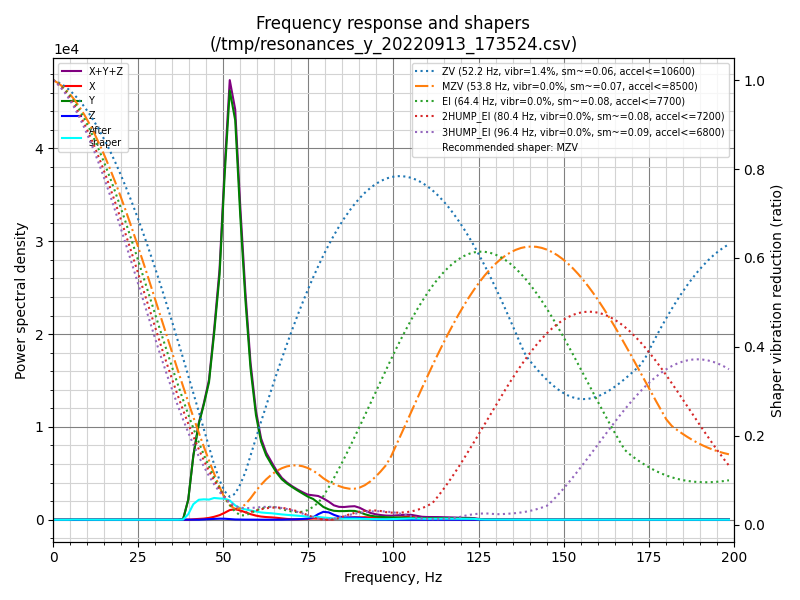 Frequency response and shapers
(/tmp/resonances_y_20220913_173524.csv)
1e4
X+Y+Z
X
Y
Z
After
shaper
ZV (52.2 Hz, vibr=1.4%, sm~=0.06, accel<=10600)
MZV (53.8 Hz, vibr=0.0%, sm~=0.07, accel<=8500)
EI (64.4 Hz, vibr=0.0%, sm~=0.08, accel<=7700)
2HUMP_EI (80.4 Hz, vibr=0.0%, sm~=0.08, accel<=7200)
3HUMP_EI (96.4 Hz, vibr=0.0%, sm~=0.09, accel<=6800)
Recommended shaper: MZV
Power spectral density
4
3
2
1
0
1.0
0.8
0.6
0.4
0.2
0.0
Shaper vibration reduction (ratio)
0 25 50 75 100 125 150 175 200
Frequency, Hz